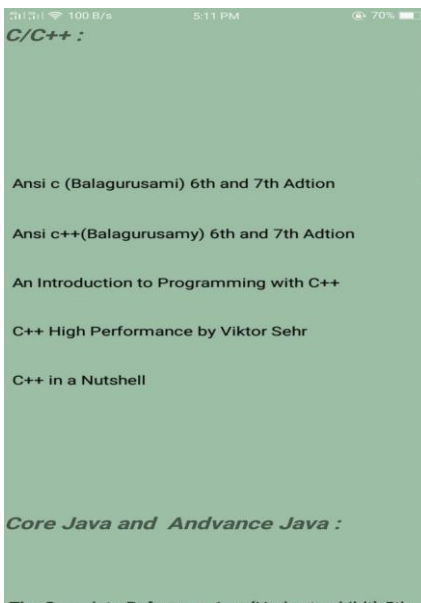 100 B/s 5:11 PM 70%
C/C++ :
Ansi c (Balagurusami) 6th and 7th Adtion
Ansi c++(Balagurusamy) 6th and 7th Adtion
An Introduction to Programming with C++
C++ High Performance by Viktor Sehr
C++ in a Nutshell
Core Java and Andvance Java :